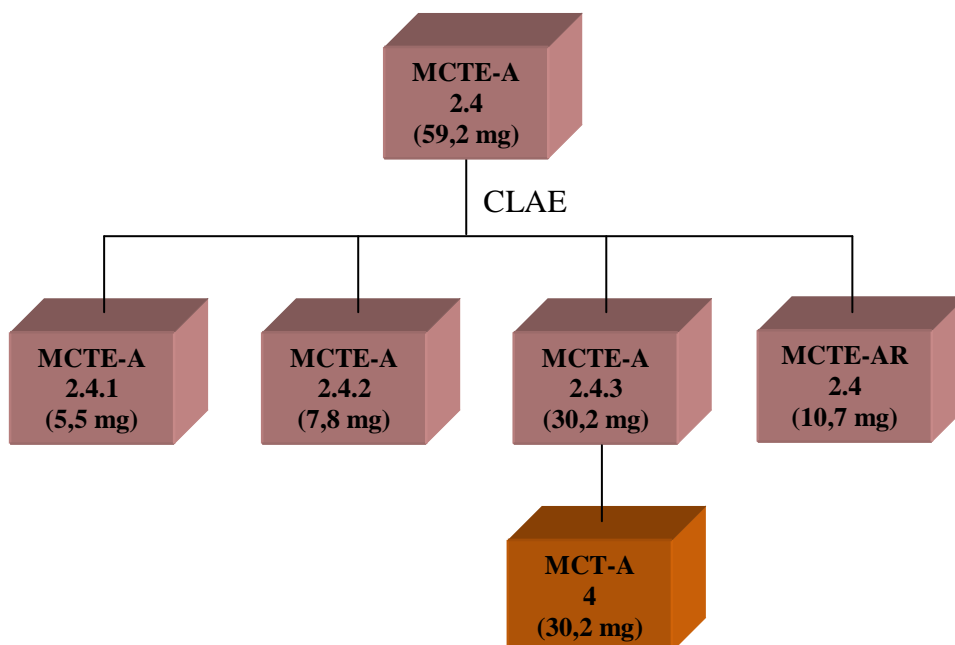 MCTE-A
2.4
(59,2 mg)
CLAE
MCTE-A
2.4.1
(5,5 mg)
MCTE-A
2.4.2
(7,8 mg)
MCTE-A
2.4.3
(30,2 mg)
MCTE-AR
2.4
(10,7 mg)
MCT-A
4
(30,2 mg)